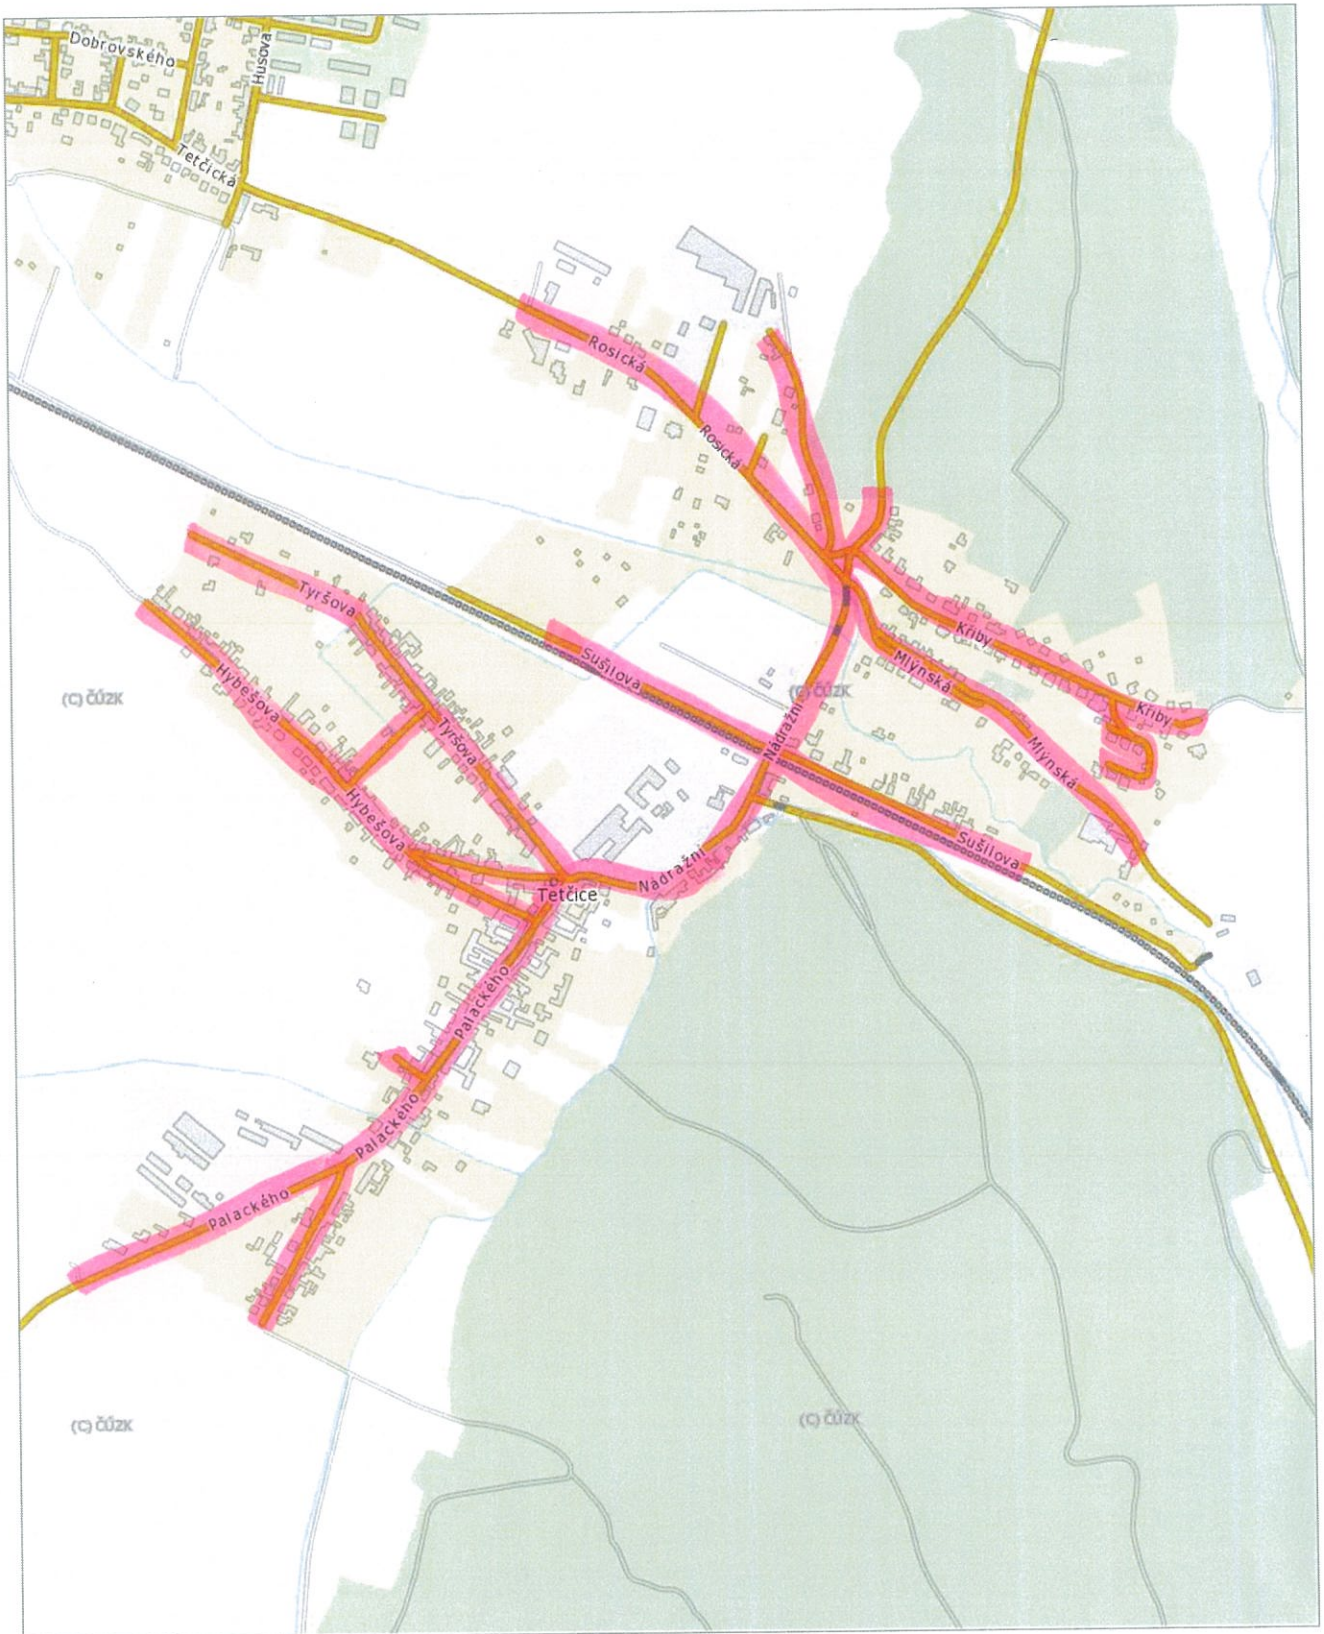 Dobrovského
Husova
Tetčická
Rosická
Rosická
Tyršova
Křiby
Sušilova
Mlýnská
Hybešova
(C) ČÚZK
(C) ČÚZK
Křiby
Tyršova
Nádražní
Mlýnská
Hybešova
Sušilova
Nádražní
Tetčice
Palackého
Palackého
Palackého
(C) ČÚZK
(C) ČÚZK